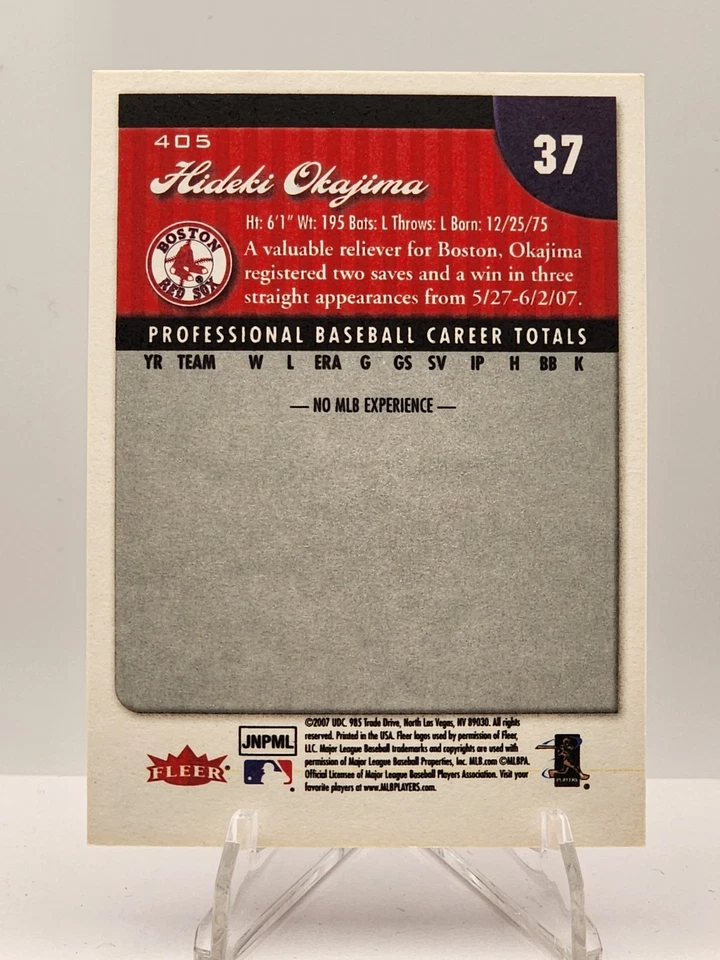 405
37
Hideki Okajima
Ht: 6'1" Wt: 195 Bats: L Throws: L Born: 12/25/75
BOSTON
RED SOX
A valuable reliever for Boston, Okajima
registered two saves and a win in three
straight appearances from 5/27-6/2/07.
PROFESSIONAL BASEBALL CAREER TOTALS
YR TEAM W L ERA G GS SV IP H BB K
— NO MLB EXPERIENCE —
FLEER
JNPML
©2007 UDC. 985 Trade Drive, North Las Vegas, NV 89030. All rights
reserved. Printed in the USA. Fleer logos used by permission of Fleer,
LLC. Major League Baseball trademarks and copyrights are used with
permission of Major League Baseball Properties, Inc. MLB.com ©MLBPA.
Official Licensee of Major League Baseball Players Association. Visit your
favorite players at www.MLBPLAYERS.com.
PLAYERS